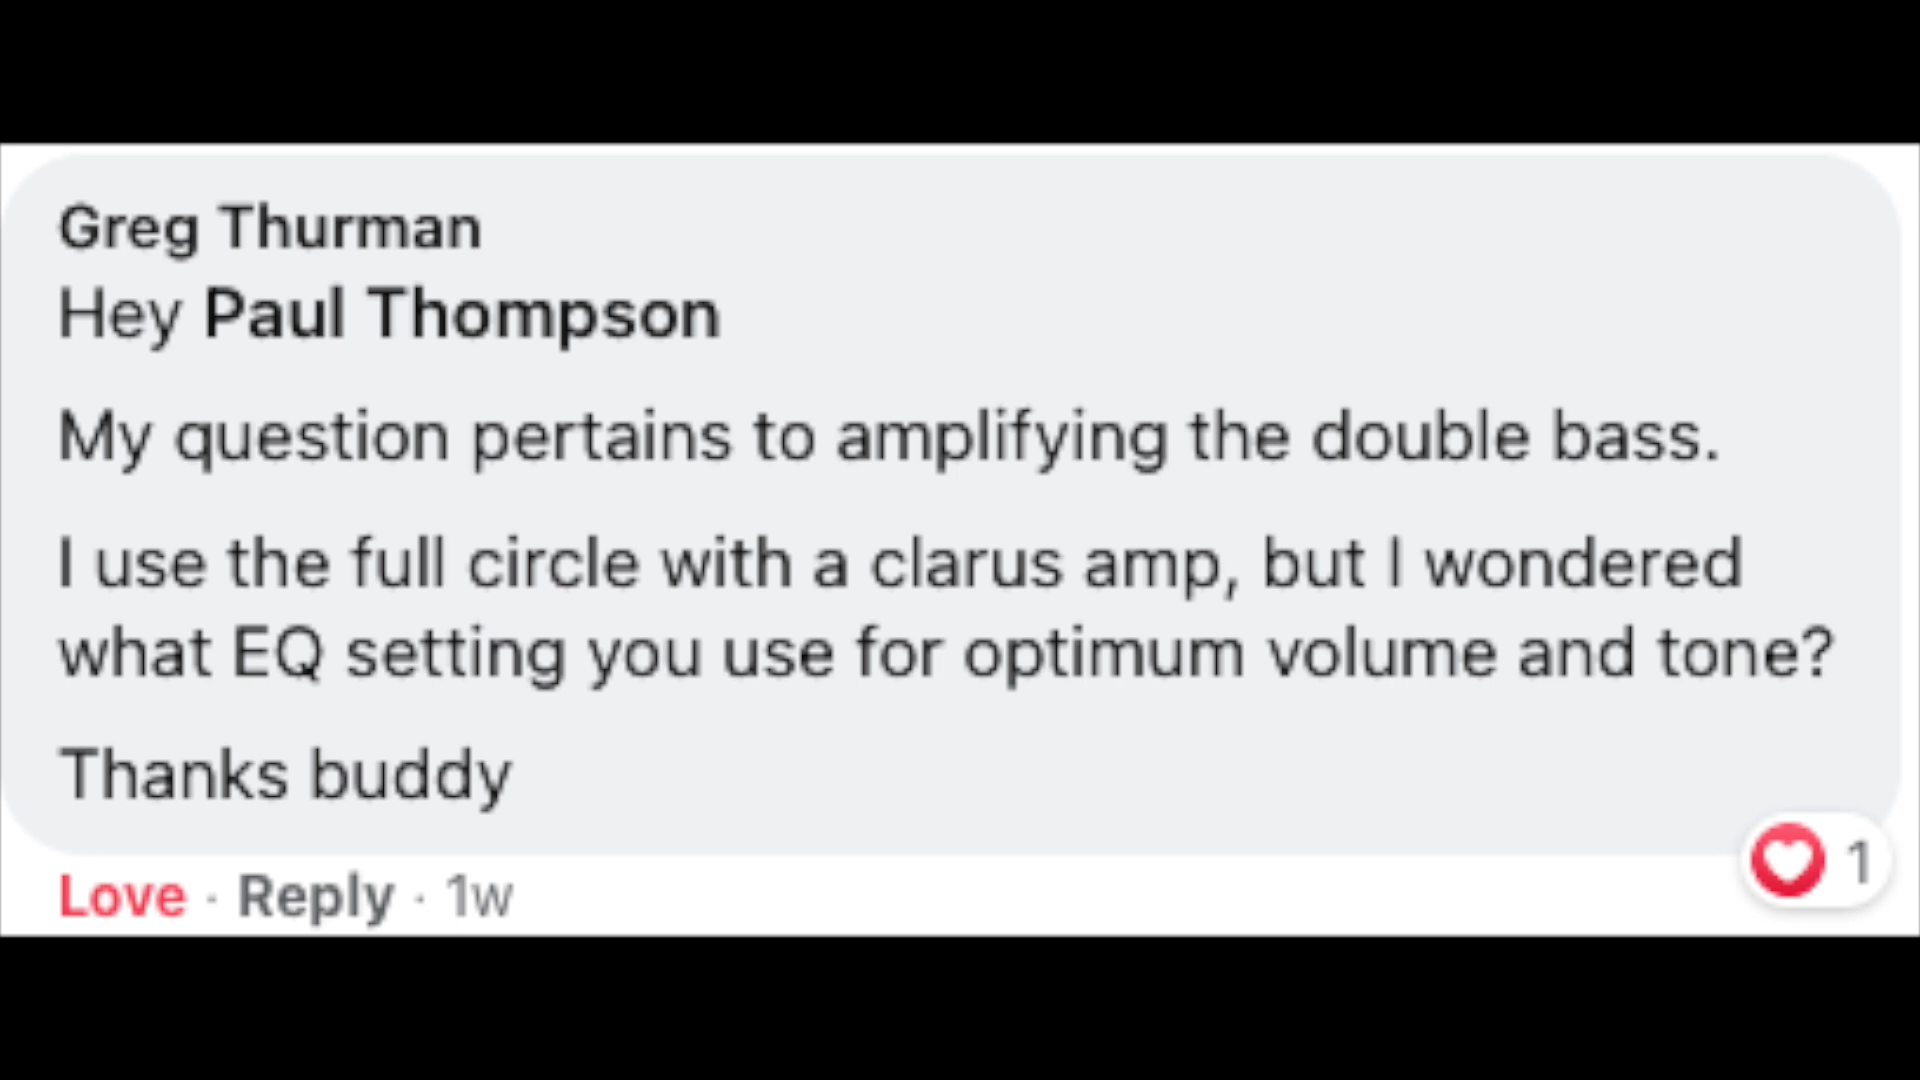 Greg Thurman
Hey Paul Thompson
My question pertains to amplifying the double bass.
I use the full circle with a clarus amp, but I wondered
what EQ setting you use for optimum volume and tone?
Thanks buddy
1
Love · Reply · 1w